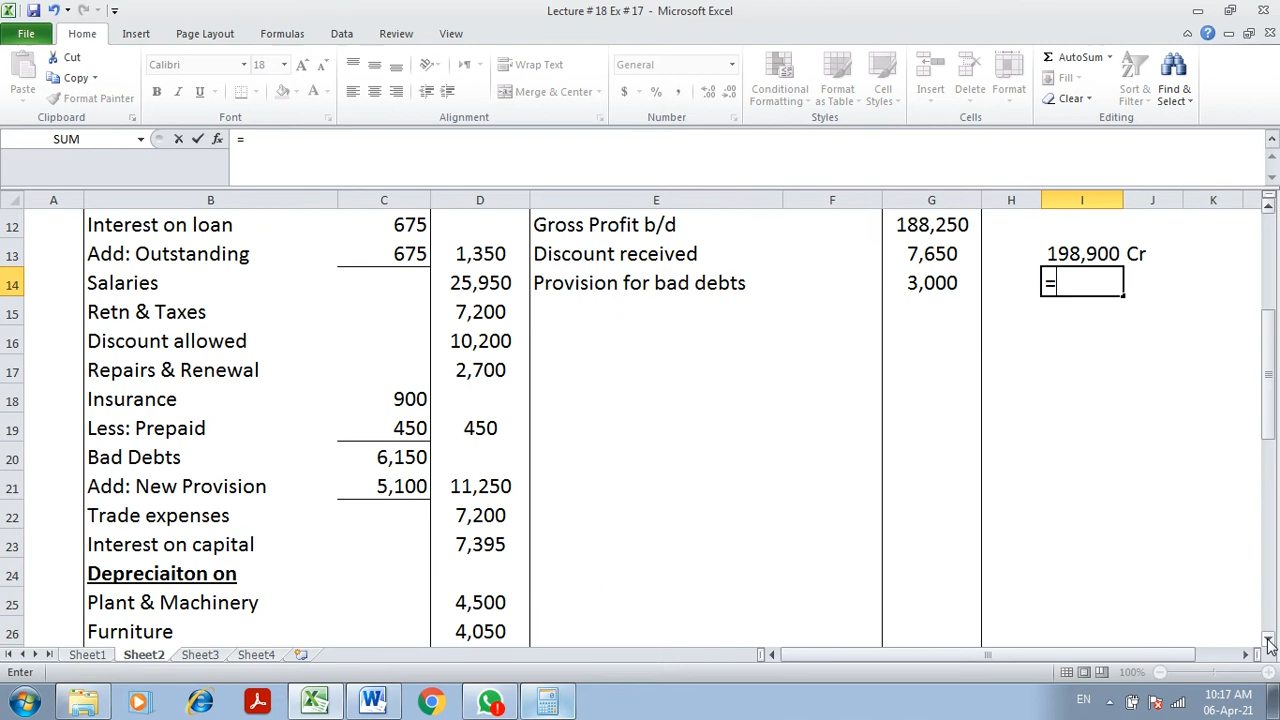 Lecture # 18 Ex # 17 - Microsoft Excel
File Home Insert Page Layout Formulas Data Review View
Cut
Copy
Format Painter
Paste
Clipboard
Calibri 18
B I U A
Font
Wrap Text
Merge & Center
Alignment
General
$ % ,
Number
Conditional Formatting
Format as Table
Cell Styles
Styles
Insert Delete Format
Cells
Σ AutoSum
Fill
Clear
Sort & Filter
Find & Select
Editing
SUM fx =
A B C D E F G H I J K
12 Interest on loan 675 Gross Profit b/d 188,250
13 Add: Outstanding 675 1,350 Discount received 7,650 198,900 Cr
14 Salaries 25,950 Provision for bad debts 3,000 =
15 Retn & Taxes 7,200
16 Discount allowed 10,200
17 Repairs & Renewal 2,700
18 Insurance 900
19 Less: Prepaid 450 450
20 Bad Debts 6,150
21 Add: New Provision 5,100 11,250
22 Trade expenses 7,200
23 Interest on capital 7,395
24 Depreciaiton on
25 Plant & Machinery 4,500
26 Furniture 4,050
Sheet1 Sheet2 Sheet3 Sheet4
Enter 100%
EN 10:17 AM
06-Apr-21